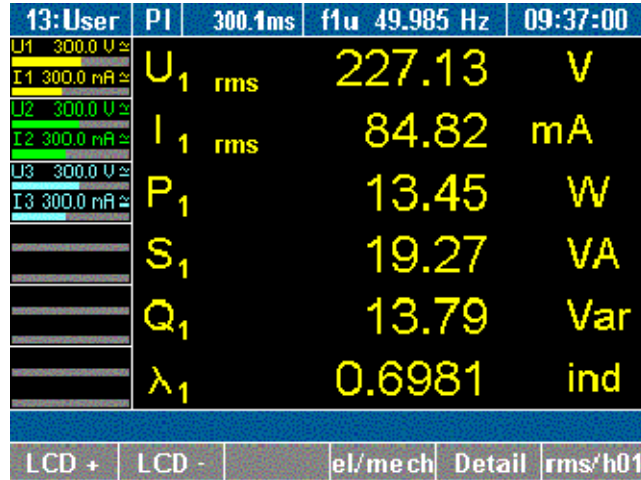 13:User PI 300.1ms f1u 49.985 Hz 09:37:00
U1 300.0 V ≃
I1 300.0 mA ≃
U1 rms 227.13 V
U2 300.0 V ≃
I2 300.0 mA ≃
I1 rms 84.82 mA
U3 300.0 V ≃
I3 300.0 mA ≃
P1 13.45 W
S1 19.27 VA
Q1 13.79 Var
λ1 0.6981 ind
LCD + LCD - el/mech Detail rms/h01